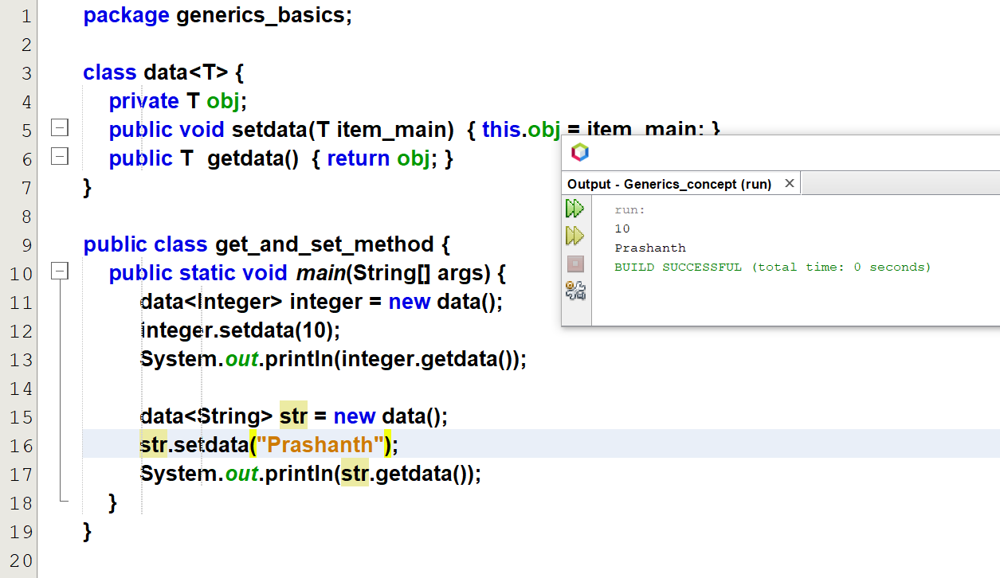 1 package generics_basics;
2
3 class data<T> {
4 private T obj;
5 public void setdata(T item_main) { this.obj = item_main; }
6 public T getdata() { return obj; }
7 }
8
9 public class get_and_set_method {
10 public static void main(String[] args) {
11 data<Integer> integer = new data();
12 integer.setdata(10);
13 System.out.println(integer.getdata());
14
15 data<String> str = new data();
16 str.setdata("Prashanth");
17 System.out.println(str.getdata());
18 }
19 }
20
Output - Generics_concept (run) ×
run:
10
Prashanth
BUILD SUCCESSFUL (total time: 0 seconds)